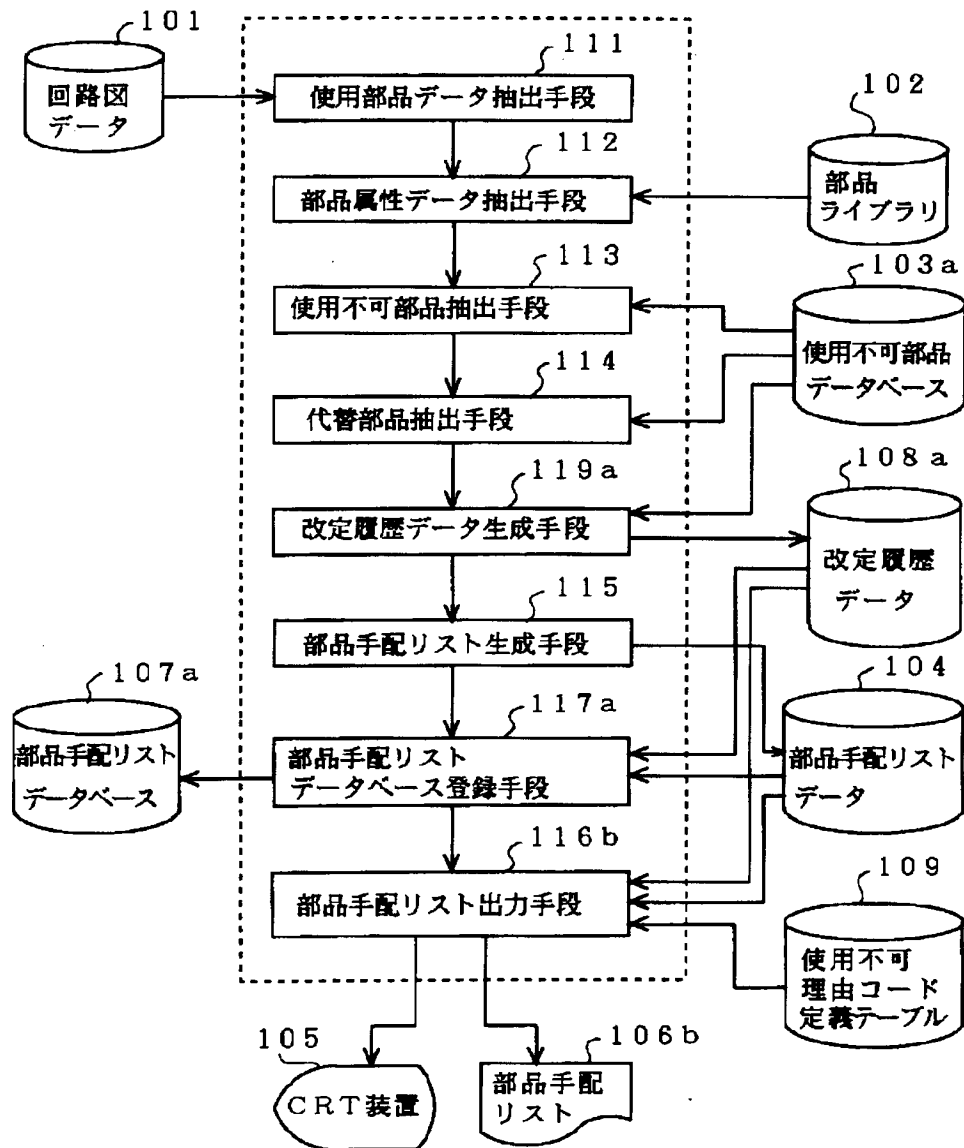 101
回路図
データ
111
使用部品データ抽出手段
102
部品
ライブラリ
112
部品属性データ抽出手段
113
使用不可部品抽出手段
103a
使用不可部品
データベース
114
代替部品抽出手段
119a
改定履歴データ生成手段
108a
改定履歴
データ
115
部品手配リスト生成手段
107a
部品手配リスト
データベース
117a
部品手配リスト
データベース登録手段
104
部品手配リスト
データ
116b
部品手配リスト出力手段
109
使用不可
理由コード
定義テーブル
105
CRT装置
106b
部品手配
リスト